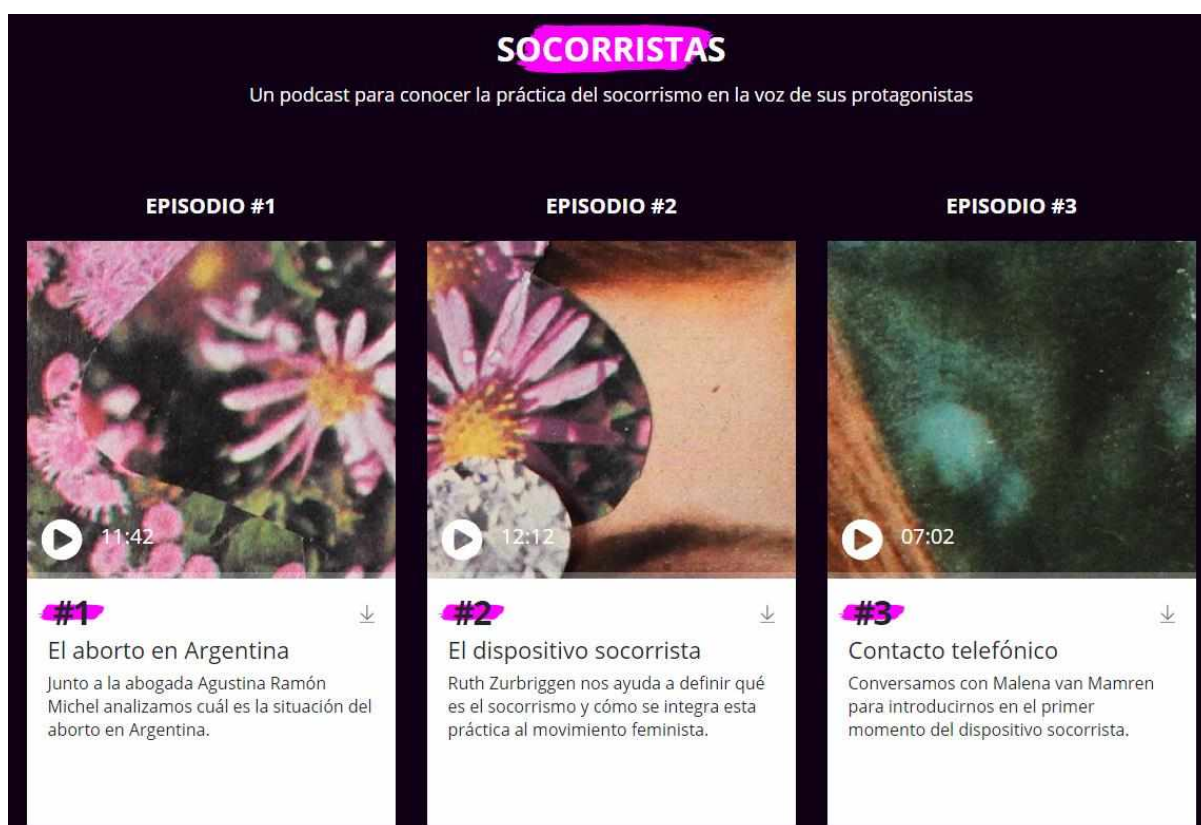 SOCORRISTAS
Un podcast para conocer la práctica del socorrismo en la voz de sus protagonistas
EPISODIO #1
11:42
#1
El aborto en Argentina
Junto a la abogada Agustina Ramón
Michel analizamos cuál es la situación del
aborto en Argentina.
EPISODIO #2
12:12
#2
El dispositivo socorrista
Ruth Zurbriggen nos ayuda a definir qué
es el socorrismo y cómo se integra esta
práctica al movimiento feminista.
EPISODIO #3
07:02
#3
Contacto telefónico
Conversamos con Malena van Mamren
para introducirnos en el primer
momento del dispositivo socorrista.